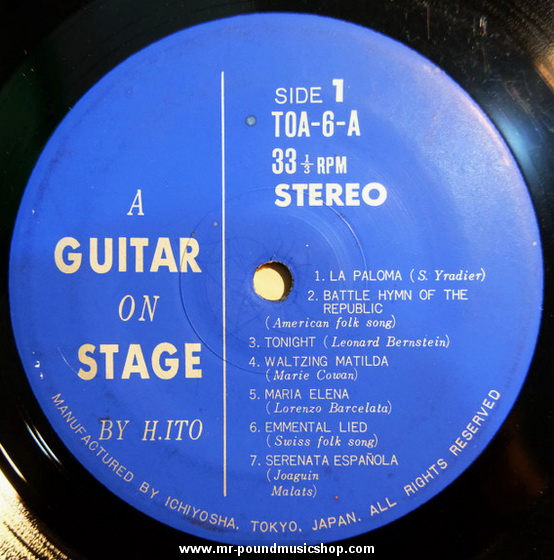 A
GUITAR
ON
STAGE
BY H.ITO
SIDE 1
TOA-6-A
33 1/3 RPM
STEREO
1. LA PALOMA (S. Yradier)
2. BATTLE HYMN OF THE
REPUBLIC
(American folk song)
3. TONIGHT (Leonard Bernstein)
4. WALTZING MATILDA
(Marie Cowan)
5. MARIA ELENA
(Lorenzo Barcelata)
6. EMMENTAL LIED
(Swiss folk song)
7. SERENATA ESPAÑOLA
(Joaguin
Malats)
MANUFACTURED BY ICHIYOSHA, TOKYO, JAPAN. ALL RIGHTS RESERVED
www.mr-poundmusicshop.com